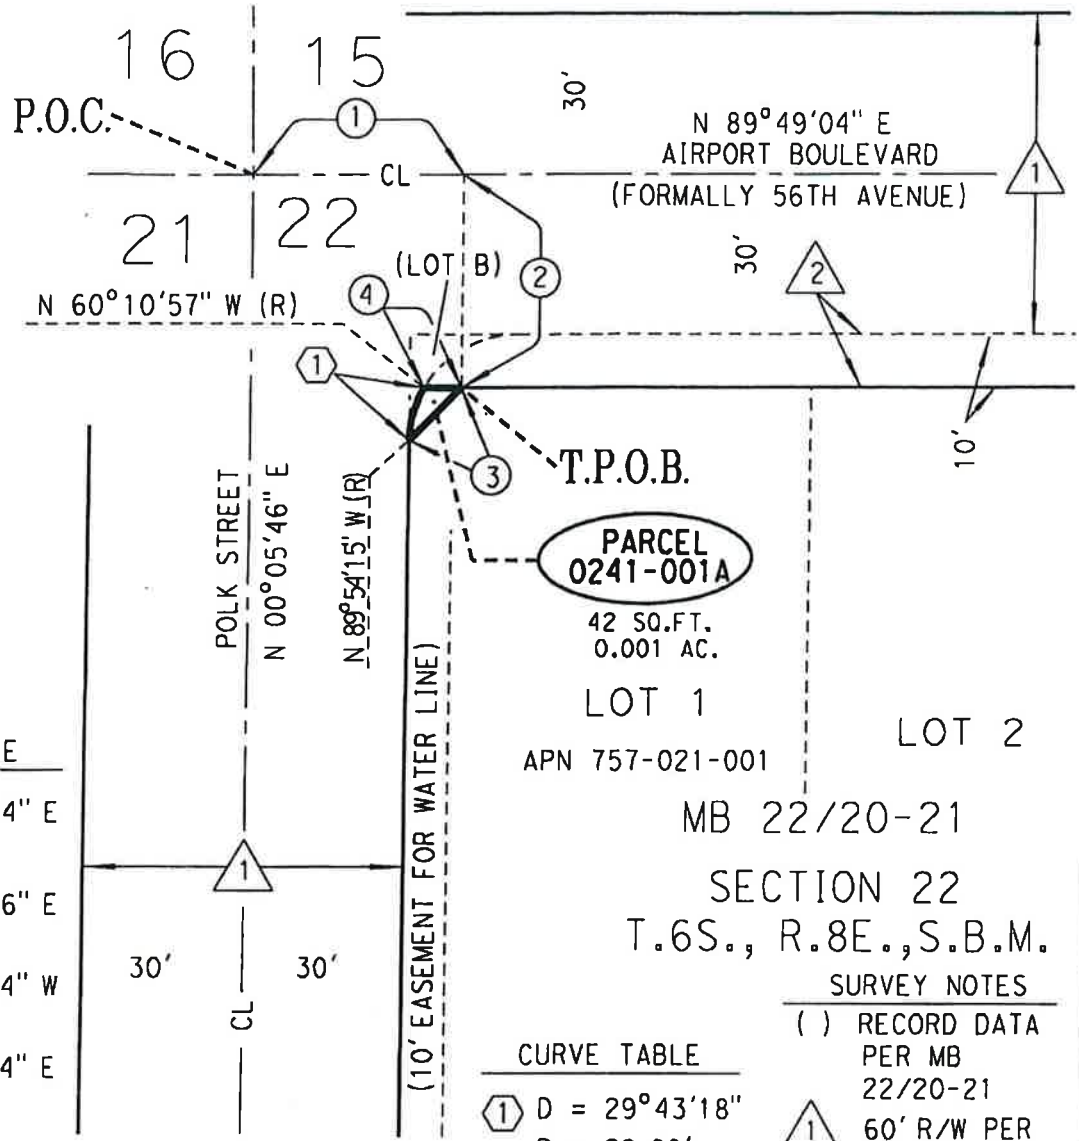 16
15
30'
P.O.C.
1
N 89°49'04" E
AIRPORT BOULEVARD
CL
1
(FORMALLY 56TH AVENUE)
21
22
30'
2
(LOT B)
2
N 60°10'57" W (R)
4
1
10'
T.P.O.B.
3
POLK STREET
N 00°05'46" E
N 89°54'15" W (R)
PARCEL
0241-001A
42 SQ.FT.
0.001 AC.
LOT 1
APN 757-021-001
LOT 2
(10' EASEMENT FOR WATER LINE)
MB 22/20-21
SECTION 22
T.6S., R.8E.,S.B.M.
E
4" E
6" E
4" W
4" E
1
30'
30'
CL
CURVE TABLE
1 D = 29°43'18"
SURVEY NOTES
( ) RECORD DATA
PER MB
22/20-21
1 60' R/W PER